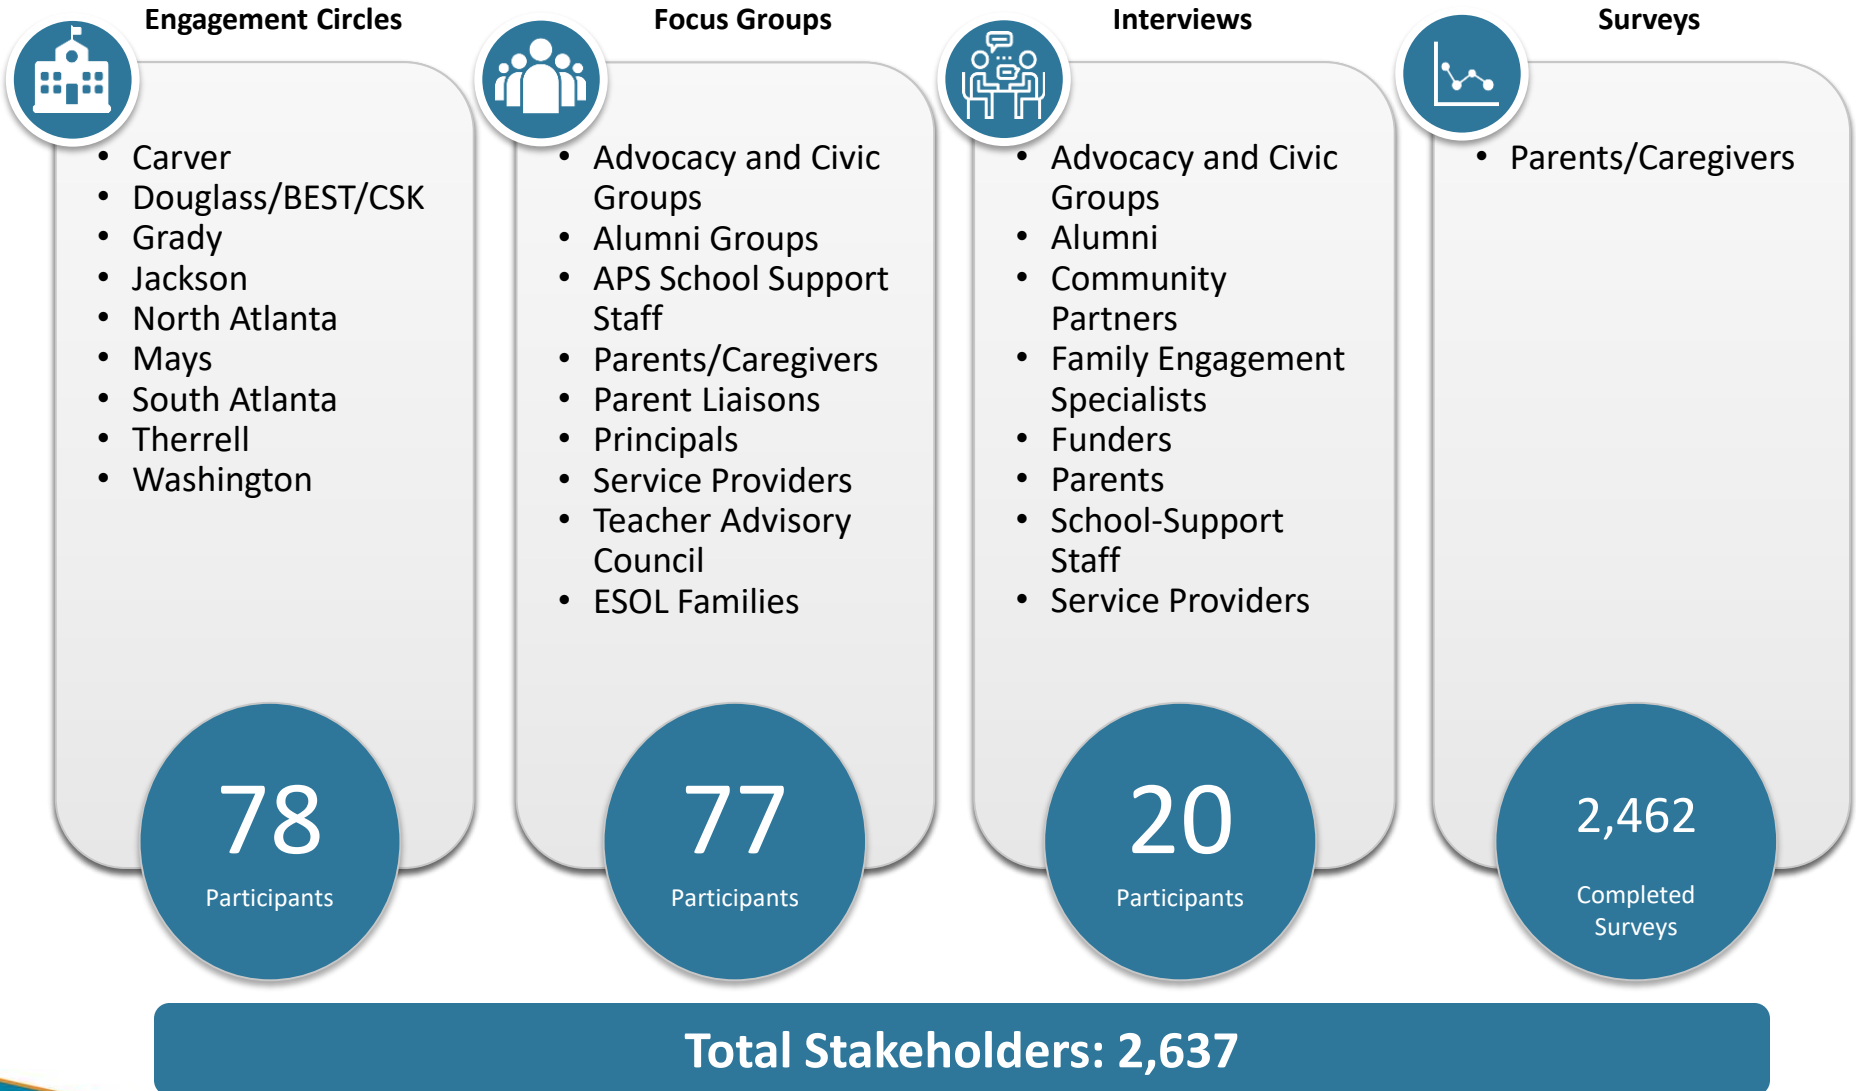 Engagement Circles
• Carver
• Douglass/BEST/CSK
• Grady
• Jackson
• North Atlanta
• Mays
• South Atlanta
• Therrell
• Washington
78
Participants
Focus Groups
• Advocacy and Civic
Groups
• Alumni Groups
• APS School Support
Staff
• Parents/Caregivers
• Parent Liaisons
• Principals
• Service Providers
• Teacher Advisory
Council
• ESOL Families
77
Participants
Interviews
• Advocacy and Civic
Groups
• Alumni
• Community
Partners
• Family Engagement
Specialists
• Funders
• Parents
• School-Support
Staff
• Service Providers
20
Participants
Surveys
• Parents/Caregivers
2,462
Completed
Surveys
Total Stakeholders: 2,637